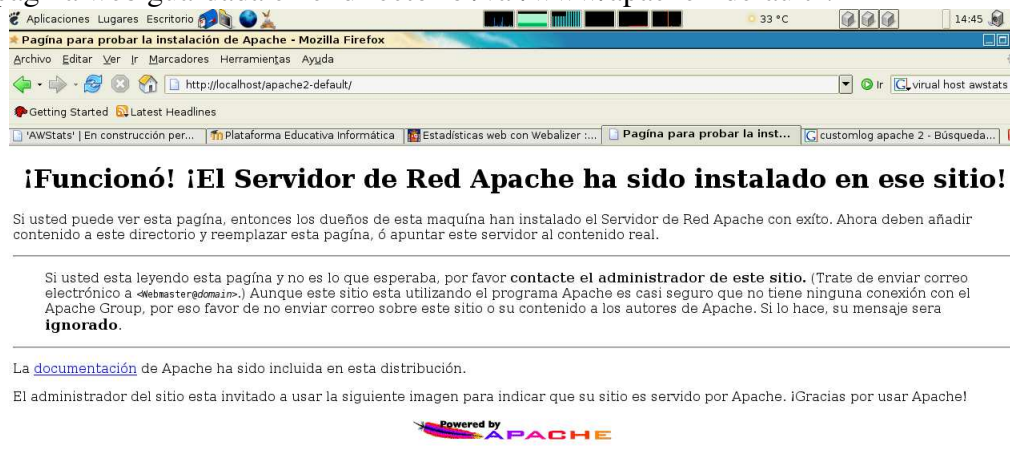 Aplicaciones Lugares Escritorio 33 °C 14:45
Pagína para probar la instalación de Apache - Mozilla Firefox
Archivo Editar Ver Ir Marcadores Herramientas Ayuda
http://localhost/apache2-default/ Ir virual host awstats
Getting Started Latest Headlines
'AWStats' | En construcción per... Plataforma Educativa Informática Estadísticas web con Webalizer :... Pagína para probar la inst... customlog apache 2 - Búsqueda...
¡Funcionó! ¡El Servidor de Red Apache ha sido instalado en ese sitio!
Si usted puede ver esta pagína, entonces los dueños de esta maquína han instalado el Servidor de Red Apache con exíto. Ahora deben añadir
contenido a este directorio y reemplazar esta pagína, ó apuntar este servidor al contenido real.
Si usted esta leyendo esta pagína y no es lo que esperaba, por favor contacte el administrador de este sitio. (Trate de enviar correo
electrónico a <Webmaster@domain>.) Aunque este sitio esta utilizando el programa Apache es casi seguro que no tiene ninguna conexión con el
Apache Group, por eso favor de no enviar correo sobre este sitio o su contenido a los autores de Apache. Si lo hace, su mensaje sera
ignorado.
La documentación de Apache ha sido incluida en esta distribución.
El administrador del sitio esta invitado a usar la siguiente imagen para indicar que su sitio es servido por Apache. ¡Gracias por usar Apache!
Powered by
APACHE